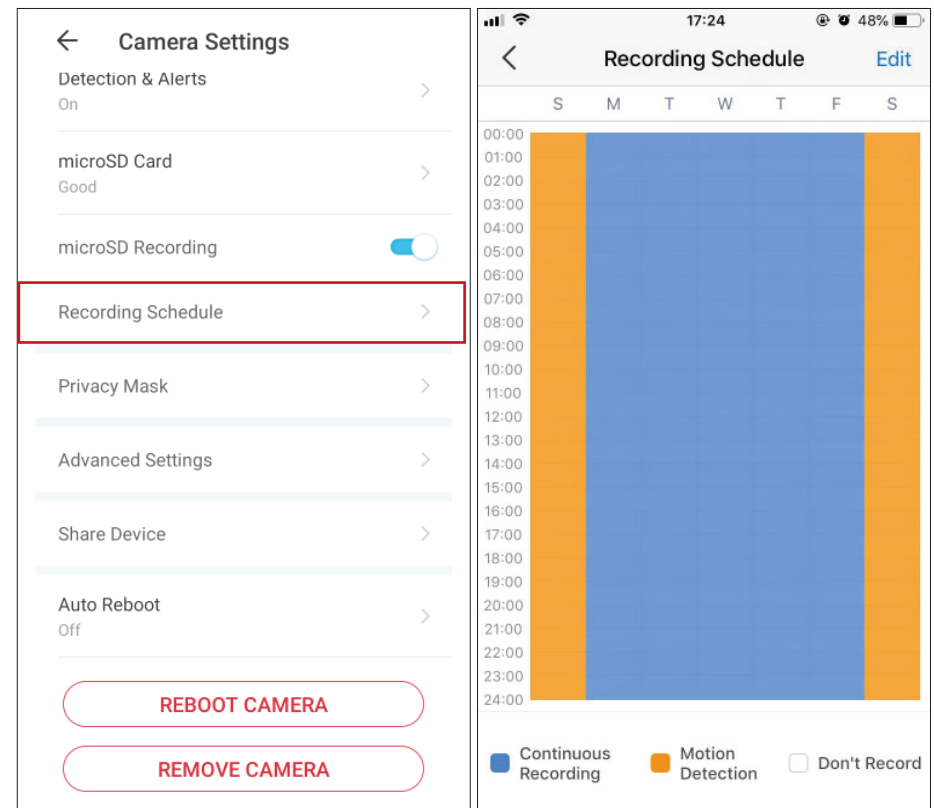 Camera Settings
Detection & Alerts
On
microSD Card
Good
microSD Recording
Recording Schedule
Privacy Mask
Advanced Settings
Share Device
Auto Reboot
Off
REBOOT CAMERA
REMOVE CAMERA
17:24
48%
Recording Schedule
Edit
S M T W T F S
00:00
01:00
02:00
03:00
04:00
05:00
06:00
07:00
08:00
09:00
10:00
11:00
12:00
13:00
14:00
15:00
16:00
17:00
18:00
19:00
20:00
21:00
22:00
23:00
24:00
Continuous
Recording
Motion
Detection
Don't Record